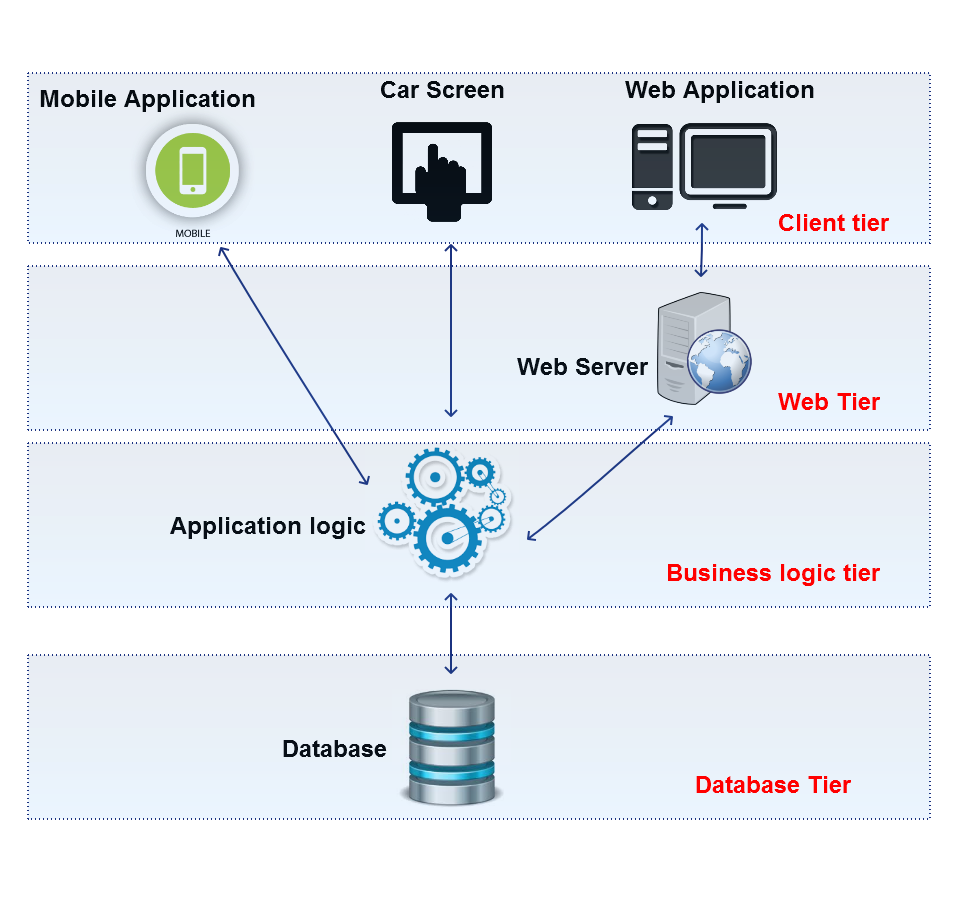 Mobile Application
Car Screen
Web Application
MOBILE
Client tier
Web Server
Web Tier
Application logic
Business logic tier
Database
Database Tier